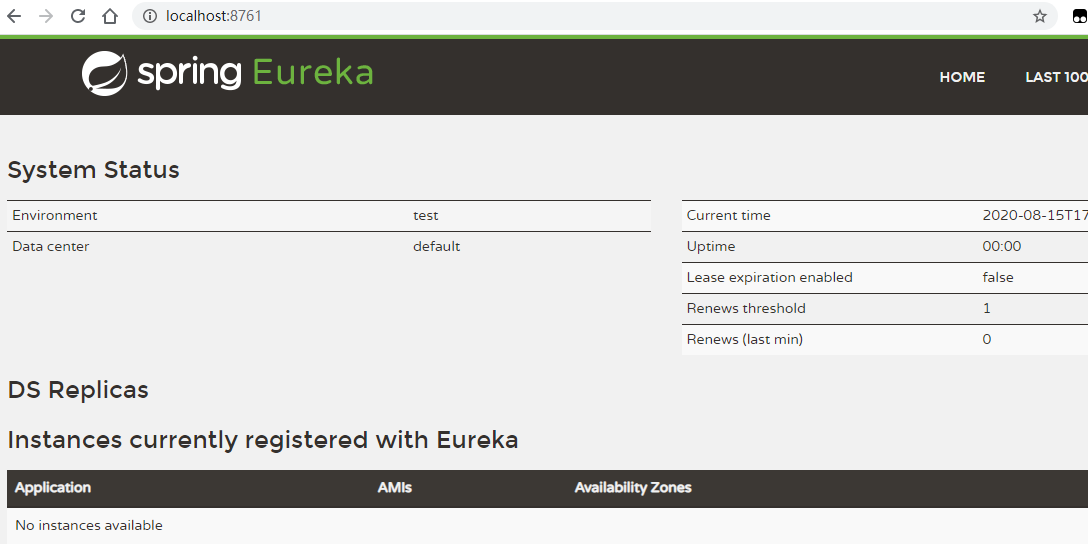 localhost:8761
spring Eureka
HOME LAST 100
System Status
Environment test
Data center default
Current time 2020-08-15T17
Uptime 00:00
Lease expiration enabled false
Renews threshold 1
Renews (last min) 0
DS Replicas
Instances currently registered with Eureka
Application AMIs Availability Zones
No instances available